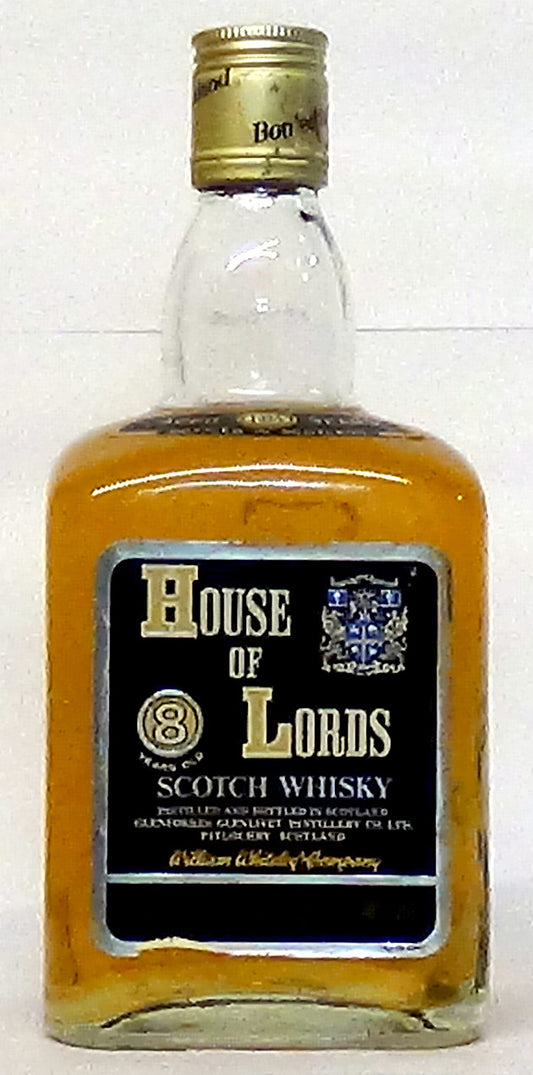 HOUSE
OF
LORDS
8
YEARS OLD
SCOTCH WHISKY
DISTILLED AND BOTTLED IN SCOTLAND
GLENFORRES GLENLIVET DISTILLERY CO. LTD.
PITLOCHRY SCOTLAND
William Whiteley Company